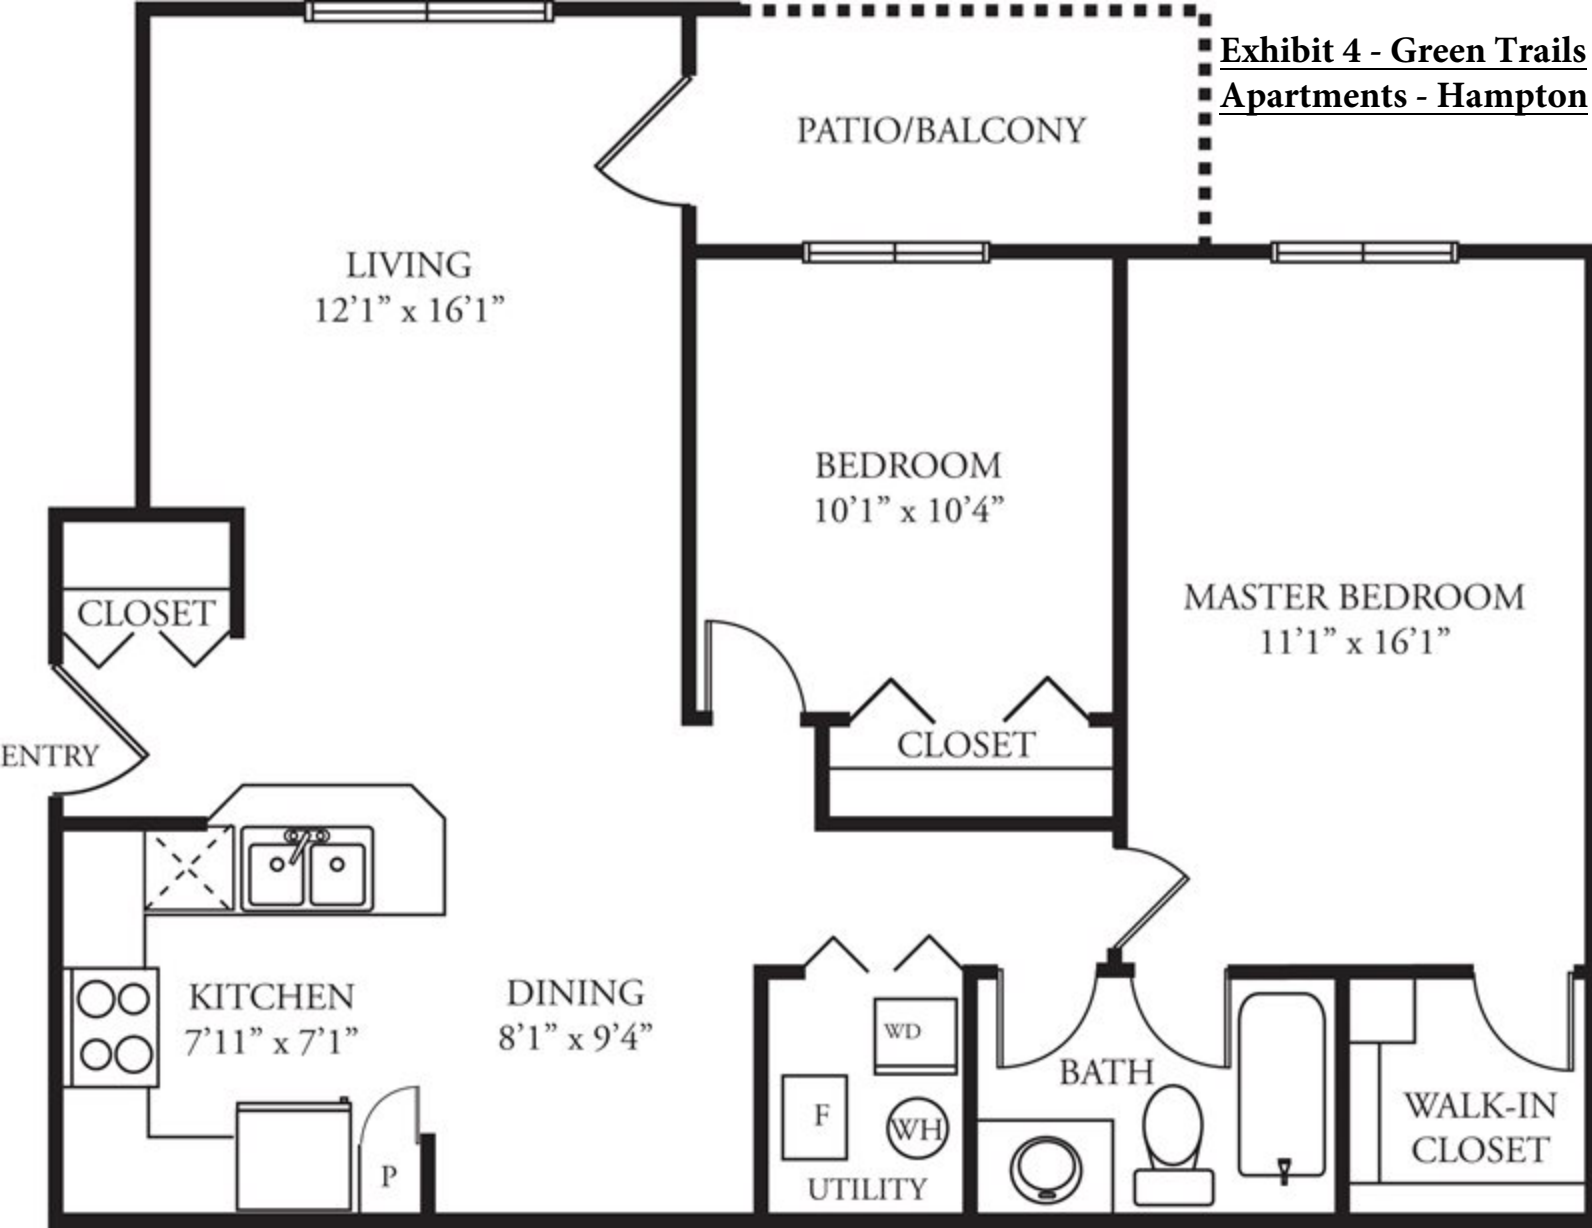 Exhibit 4 - Green Trails
Apartments - Hampton
PATIO/BALCONY
LIVING
12’1” x 16’1”
BEDROOM
10’1” x 10’4”
MASTER BEDROOM
11’1” x 16’1”
CLOSET
CLOSET
ENTRY
KITCHEN
7’11” x 7’1”
DINING
8’1” x 9’4”
WD
F
WH
UTILITY
BATH
WALK-IN
CLOSET
P